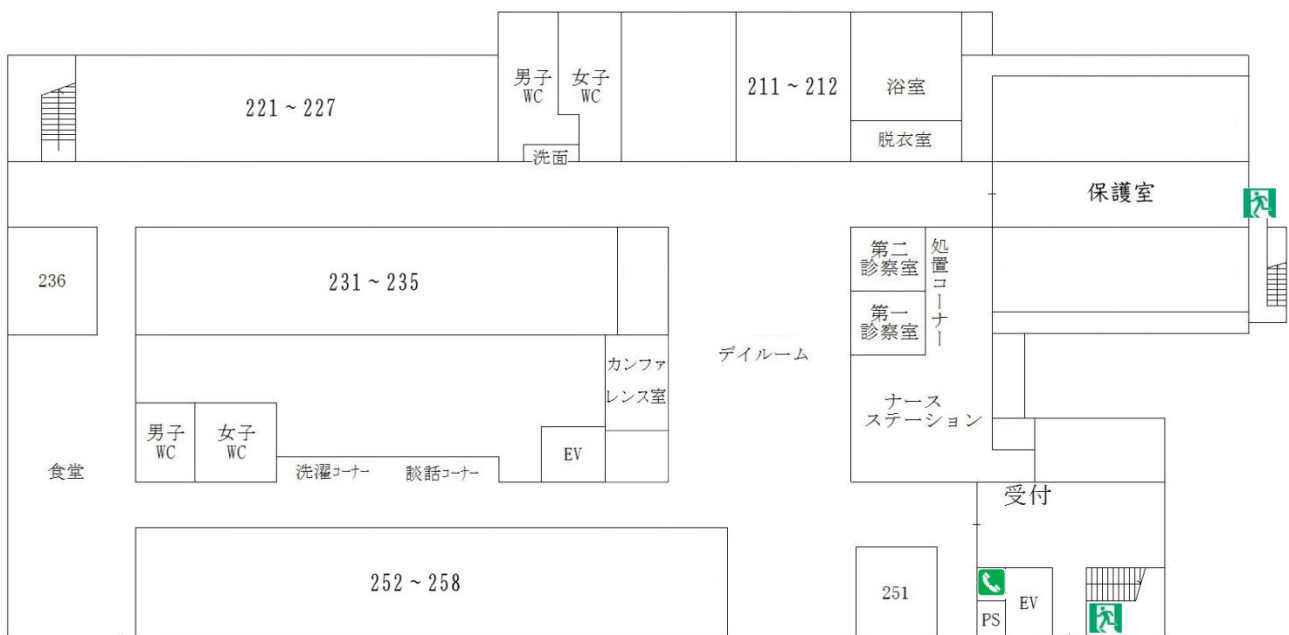 男子
WC
女子
WC
211 ~ 212
浴室
221 ~ 227
脱衣室
洗面
保護室
第二
診察室
処置コーナー
236
231 ~ 235
第一
診察室
デイルーム
カンファ
レンス室
ナース
ステーション
男子
WC
女子
WC
EV
食堂
洗濯コーナー
談話コーナー
受付
252 ~ 258
251
EV
PS